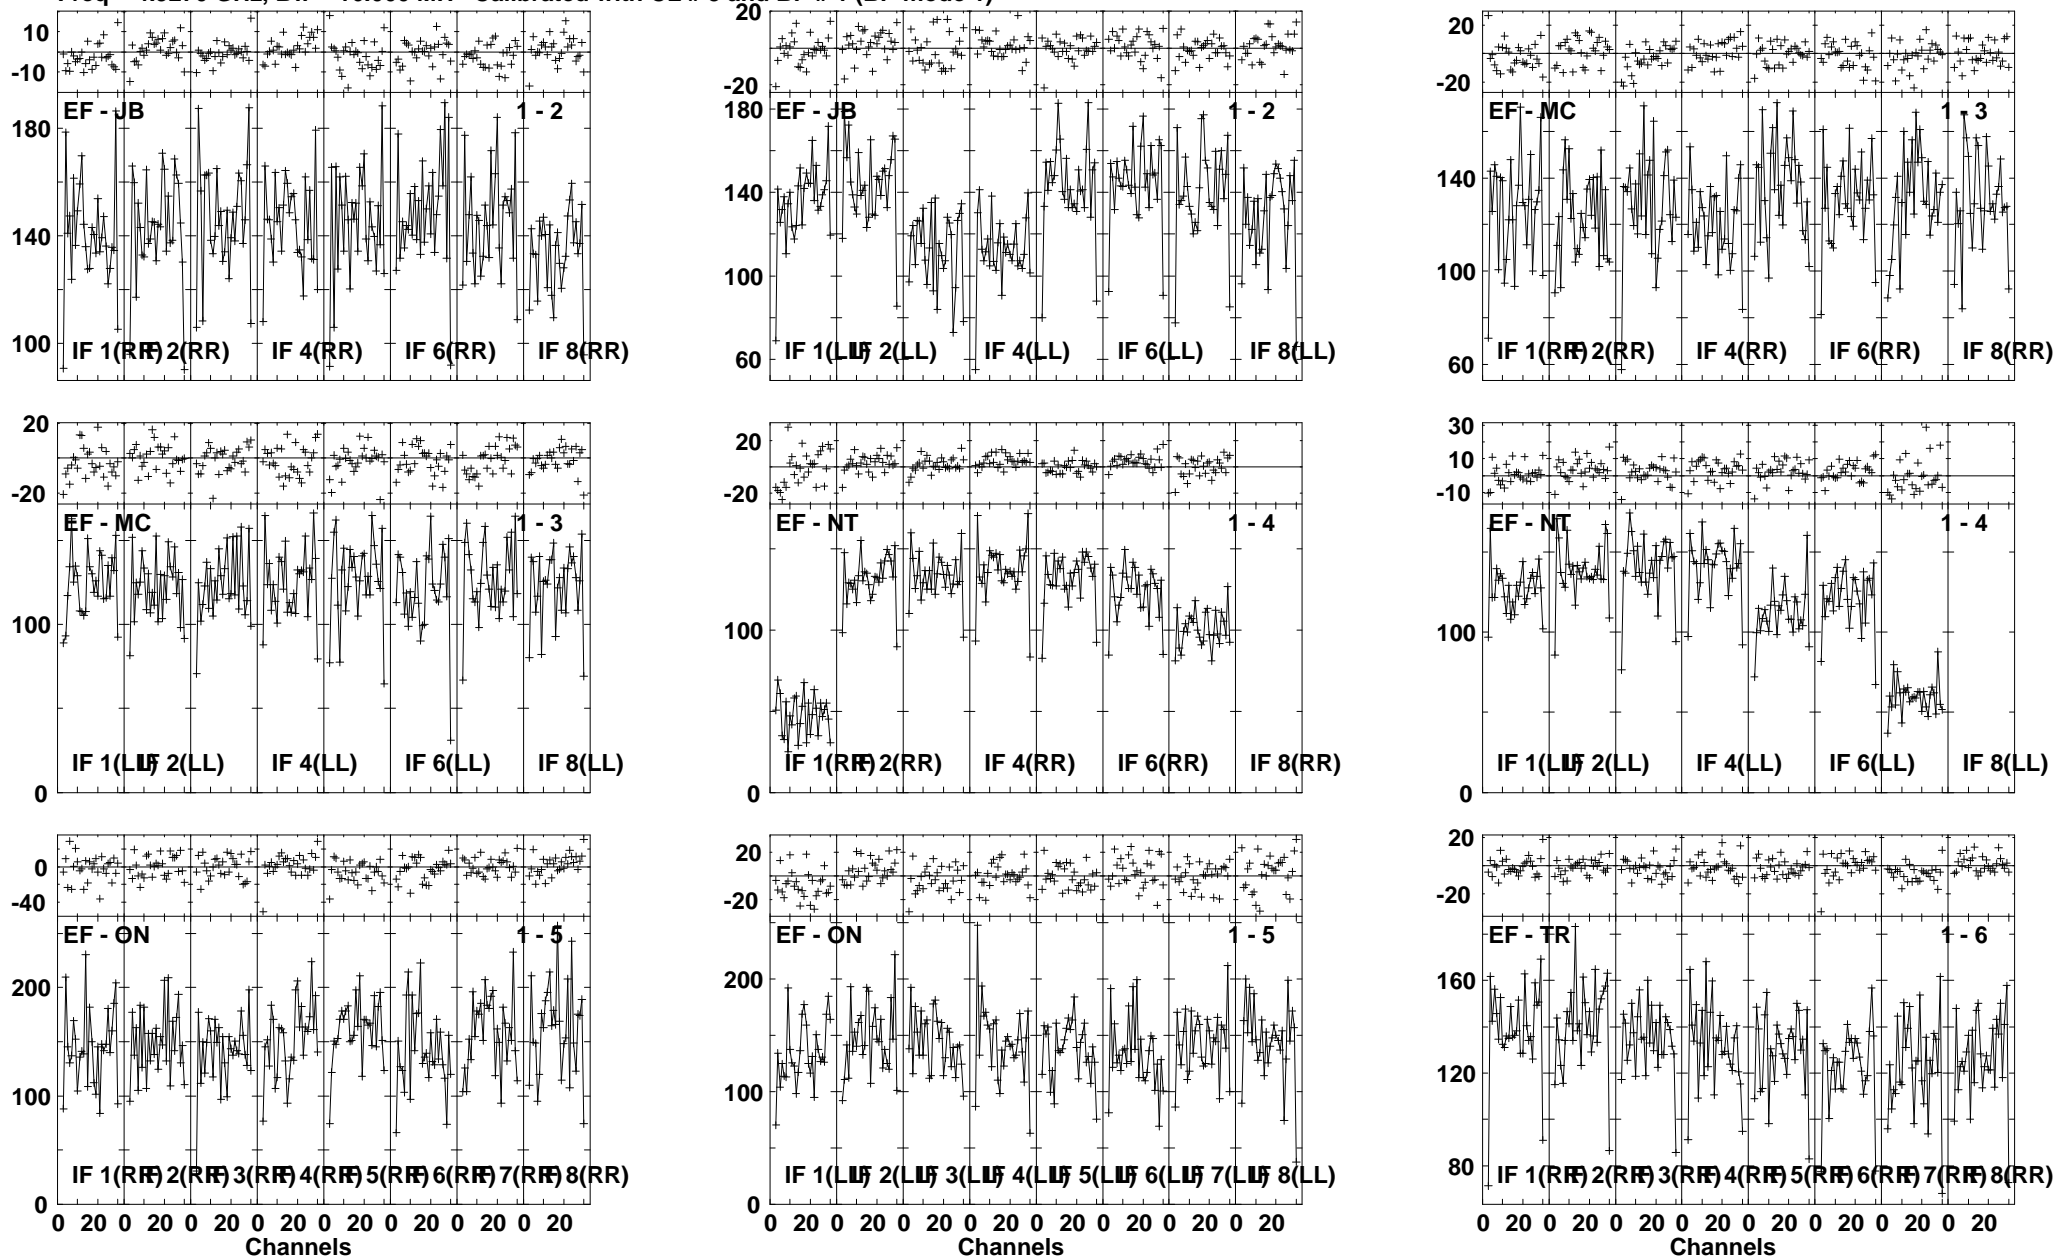 Calibrated with and BP # 1 (BP mode 1)
10
-10
EF - JB 1 - 2
180
140
100
IF 1(RR) IF 2(RR) IF 4(RR) IF 6(RR) IF 8(RR)
20
-20
EF - JB 1 - 2
180
140
100
60
IF 1(LL) IF 2(LL) IF 4(LL) IF 6(LL) IF 8(LL)
20
-20
EF - MC 1 - 3
140
100
60
IF 1(RR) IF 2(RR) IF 4(RR) IF 6(RR) IF 8(RR)
20
-20
EF - MC 1 - 3
100
0
IF 1(LL) IF 2(LL) IF 4(LL) IF 6(LL) IF 8(LL)
20
-20
EF - NT 1 - 4
100
0
IF 1(RR) IF 2(RR) IF 4(RR) IF 6(RR) IF 8(RR)
30
10
-10
EF - NT 1 - 4
100
0
IF 1(LL) IF 2(LL) IF 4(LL) IF 6(LL) IF 8(LL)
0
-40
EF - ON 1 - 5
200
100
0
IF 1(RR) IF 2(RR) IF 3(RR) IF 4(RR) IF 5(RR) IF 6(RR) IF 7(RR) IF 8(RR)
0 20 0 20 0 20 0 20 0 20 0 20 0 20 0 20
Channels
20
-20
EF - ON 1 - 5
200
100
0
IF 1(LL) IF 2(LL) IF 3(LL) IF 4(LL) IF 5(LL) IF 6(LL) IF 7(LL) IF 8(LL)
0 20 0 20 0 20 0 20 0 20 0 20 0 20 0 20
Channels
20
-20
EF - TR 1 - 6
160
120
80
IF 1(RR) IF 2(RR) IF 3(RR) IF 4(RR) IF 5(RR) IF 6(RR) IF 7(RR) IF 8(RR)
0 20 0 20 0 20 0 20 0 20 0 20 0 20 0 20
Channels